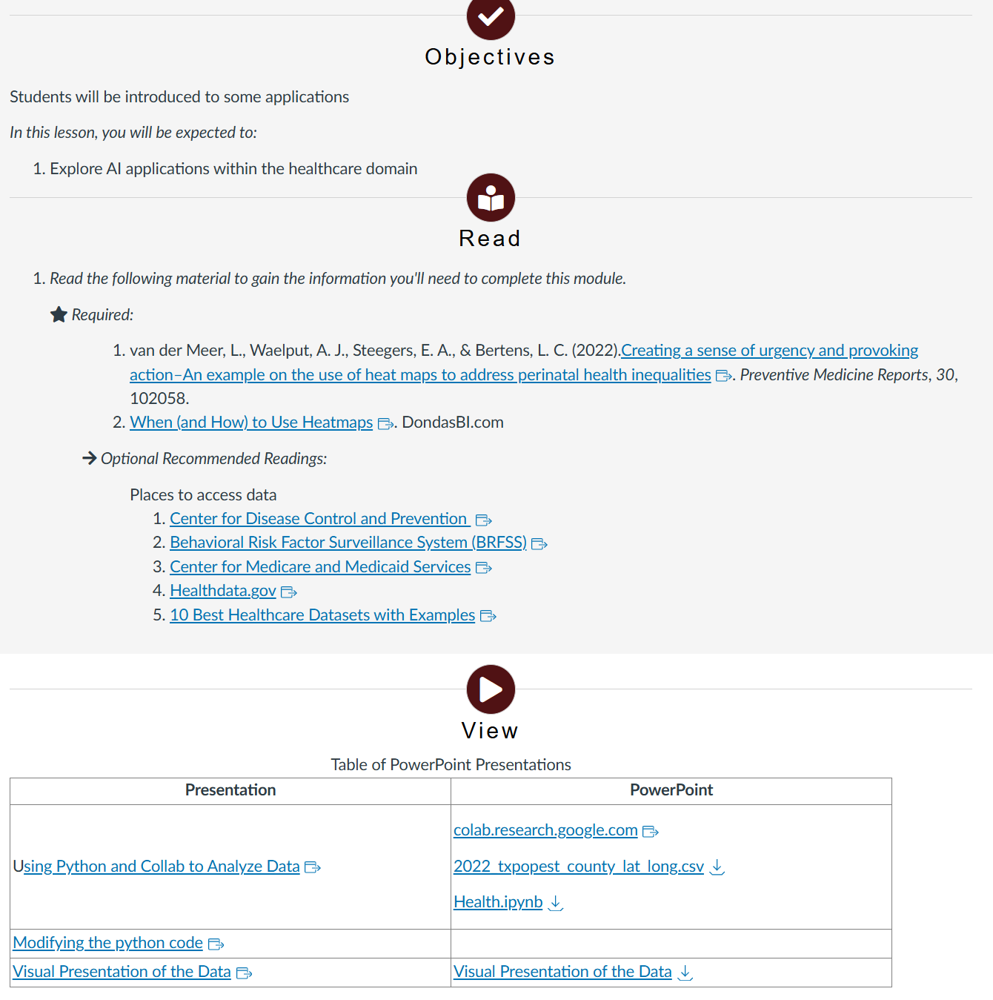 Objectives
Students will be introduced to some applications
In this lesson, you will be expected to:
1. Explore AI applications within the healthcare domain
Read
1. Read the following material to gain the information you'll need to complete this module.
Required:
1. van der Meer, L., Waelput, A. J., Steegers, E. A., & Bertens, L. C. (2022).Creating a sense of urgency and provoking
action–An example on the use of heat maps to address perinatal health inequalities. Preventive Medicine Reports, 30,
102058.
2. When (and How) to Use Heatmaps. DondasBI.com
Optional Recommended Readings:
Places to access data
1. Center for Disease Control and Prevention
2. Behavioral Risk Factor Surveillance System (BRFSS)
3. Center for Medicare and Medicaid Services
4. Healthdata.gov
5. 10 Best Healthcare Datasets with Examples
View
Table of PowerPoint Presentations
Presentation PowerPoint
colab.research.google.com
Using Python and Collab to Analyze Data 2022_txpopest_county_lat_long.csv
Health.ipynb
Modifying the python code
Visual Presentation of the Data Visual Presentation of the Data